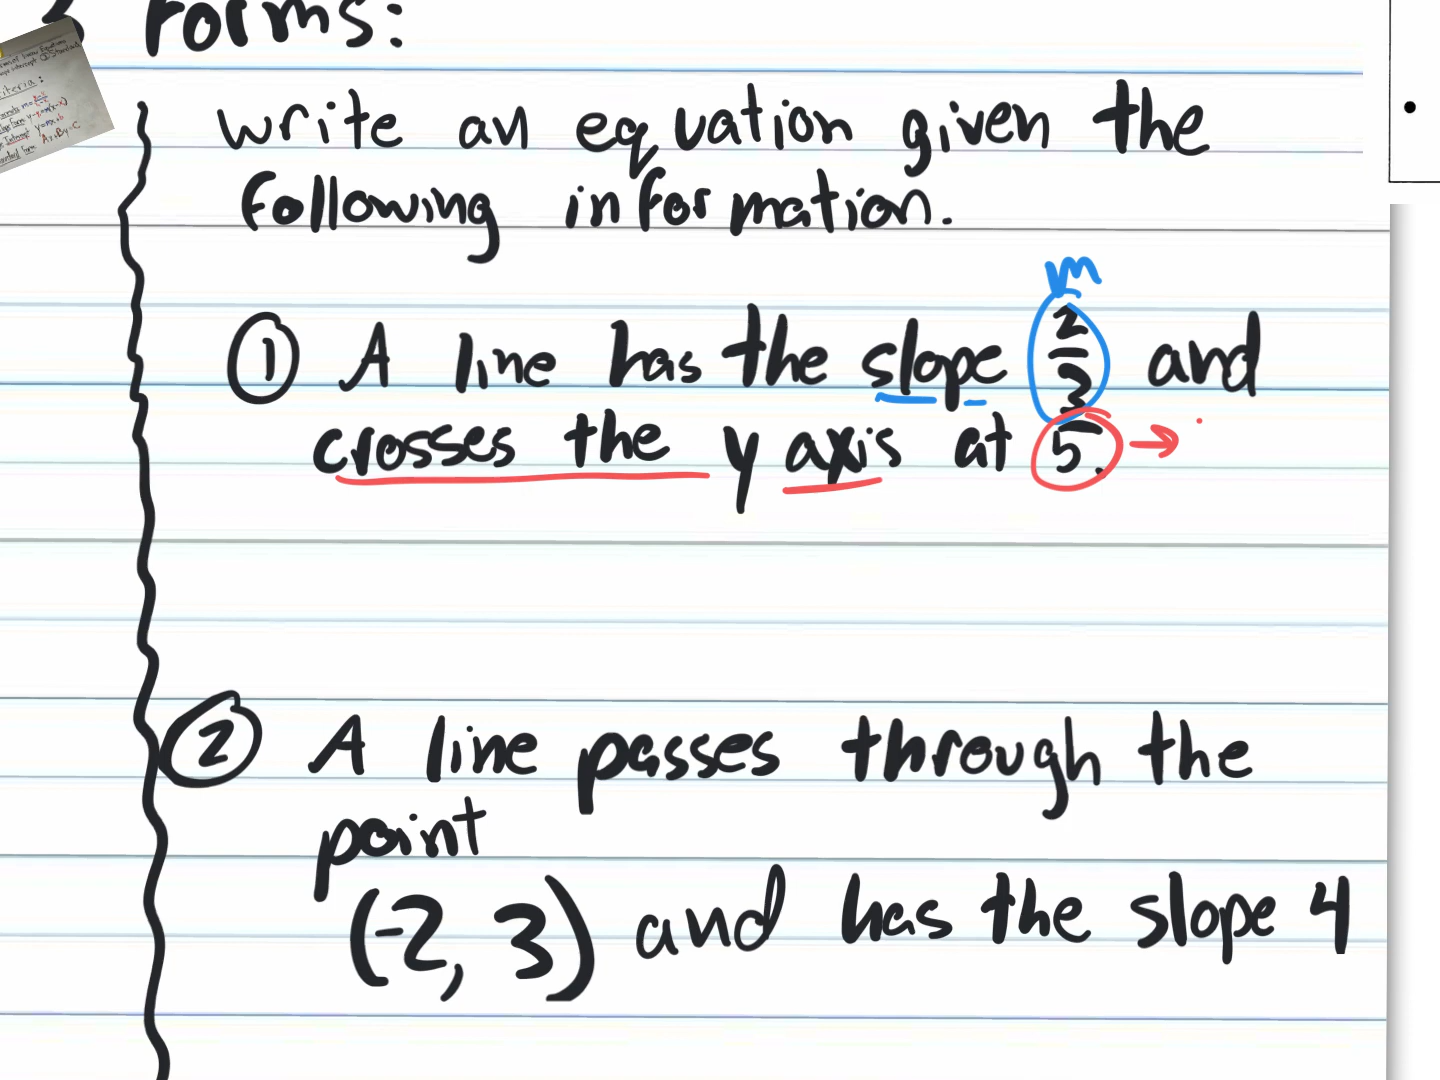 Forms:
write an equation given the
following information.
m
① A line has the slope 2/3 and
crosses the y axis at 5. →
② A line passes through the
point
(-2, 3) and has the slope 4